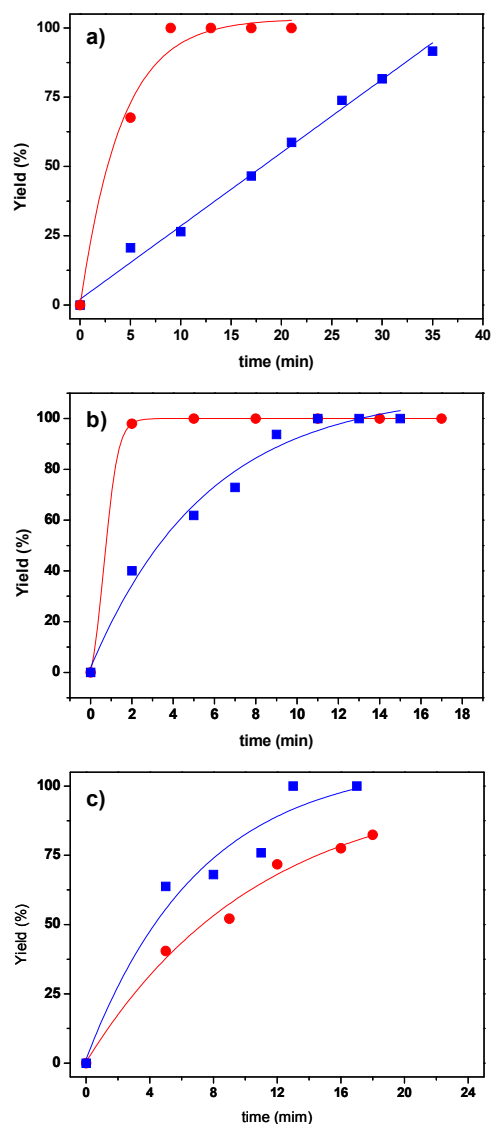 a)
Yield (%)
100
75
50
25
0
0 5 10 15 20 25 30 35 40
time (min)
b)
Yield (%)
100
80
60
40
20
0
0 2 4 6 8 10 12 14 16 18
time (min)
c)
Yield (%)
100
75
50
25
0
0 4 8 12 16 20 24
time (mim)